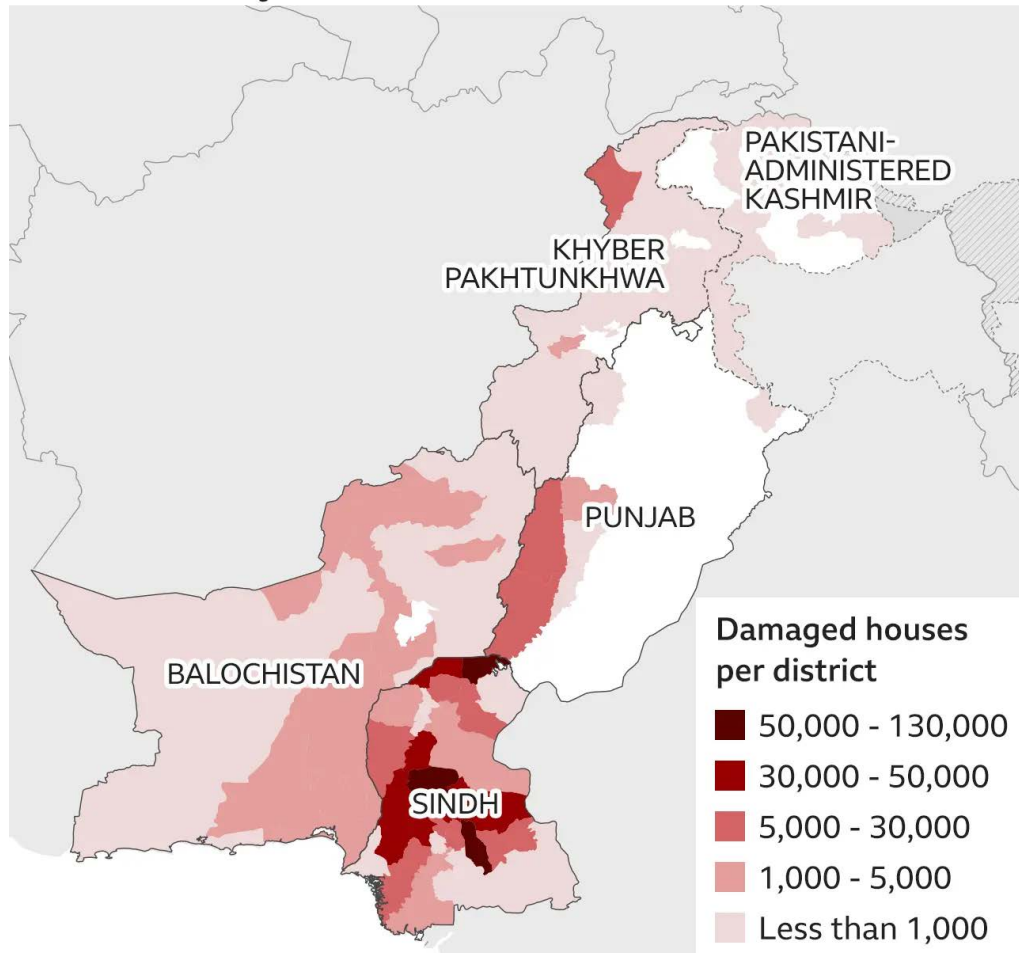 PAKISTANI-
ADMINISTERED
KASHMIR
KHYBER
PAKHTUNKHWA
PUNJAB
BALOCHISTAN
SINDH
Damaged houses
per district
50,000 - 130,000
30,000 - 50,000
5,000 - 30,000
1,000 - 5,000
Less than 1,000